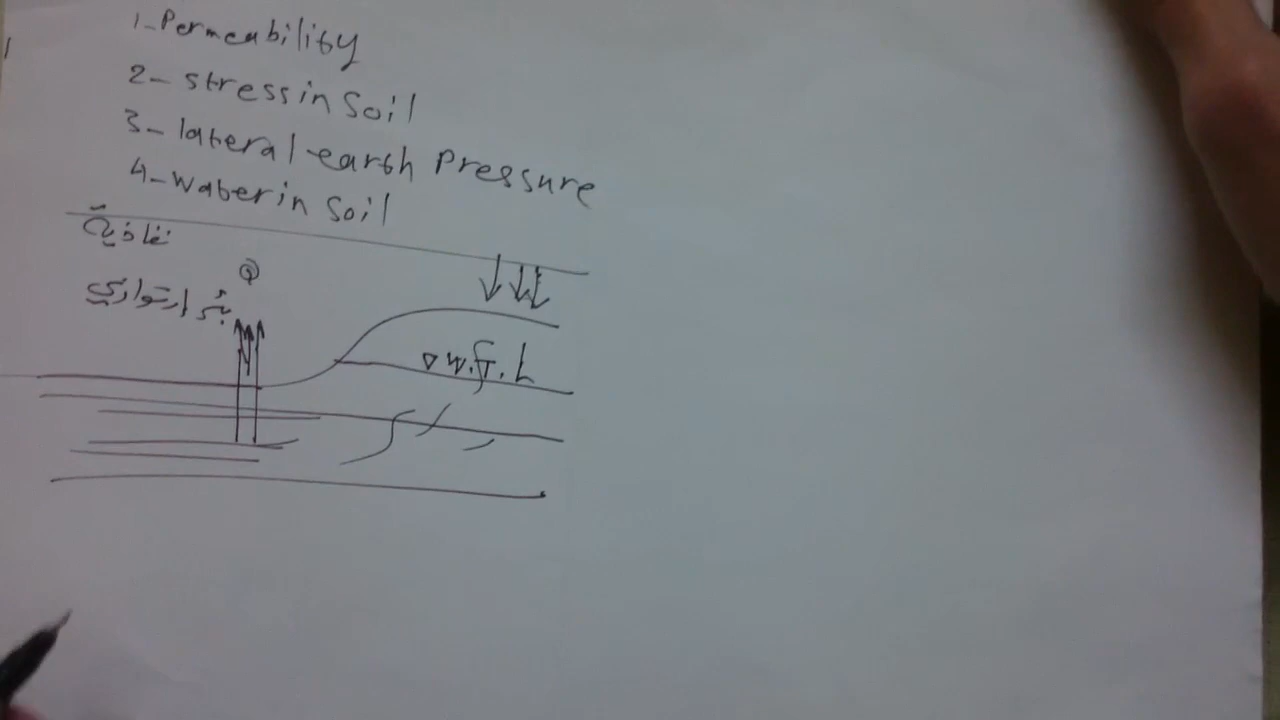 1-Permeability
2- stress in soil
3- lateral earth Pressure
4- water in soil
نفاذية
Q
بئر ارتوازي
w.T.L